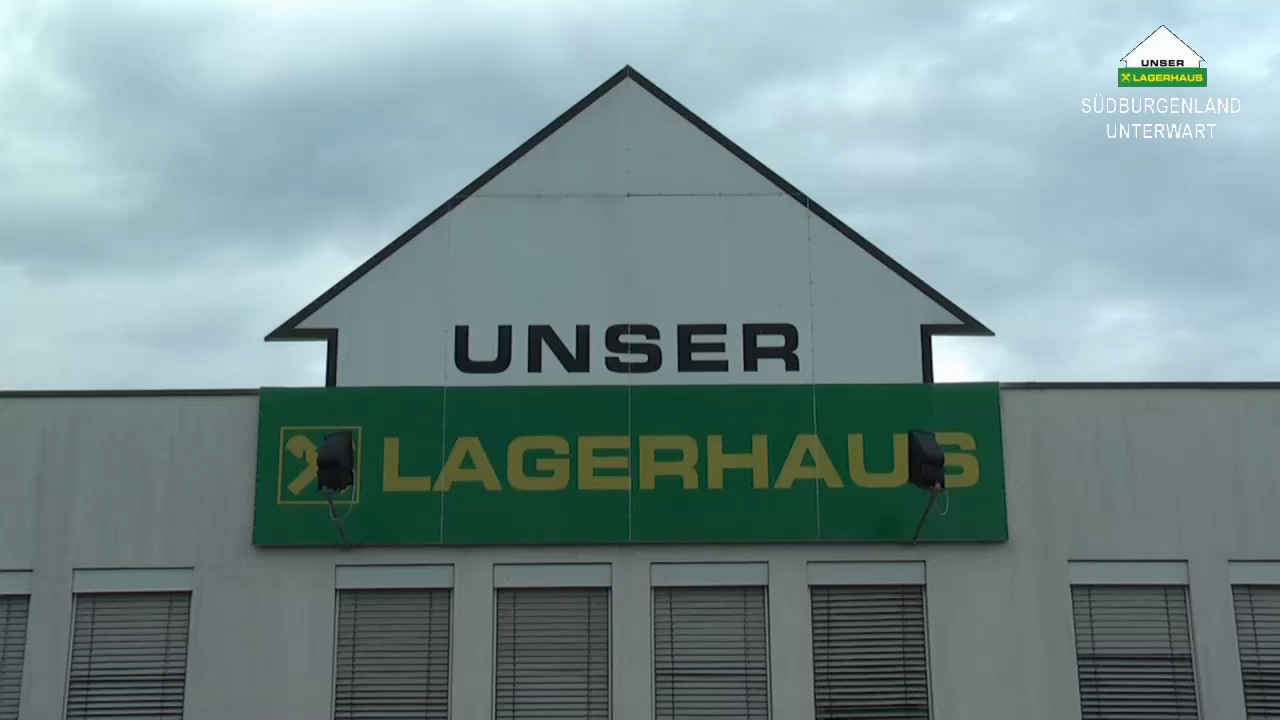 UNSER
LAGERHAUS
SÜDBURGENLAND
UNTERWART
UNSER
LAGERHAUS